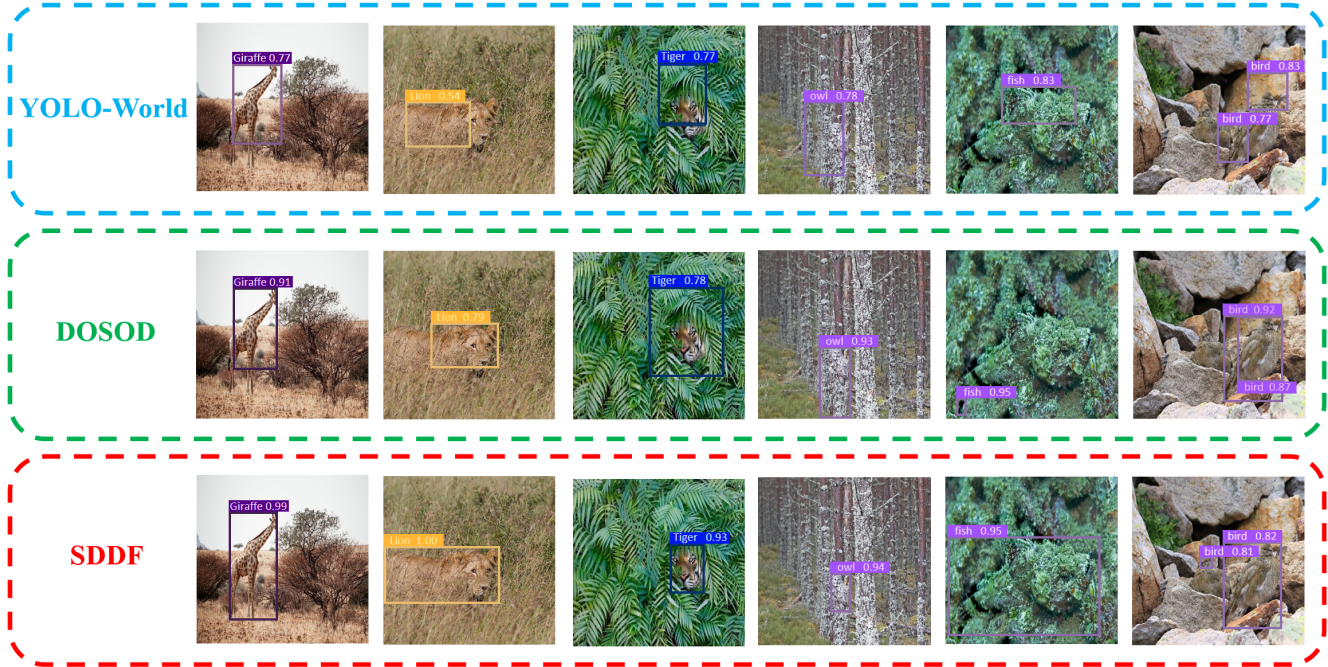 YOLO-World
Giraffe 0.77
Lion 0.54
Tiger 0.77
owl 0.78
fish 0.83
bird 0.83
bird 0.77
DOSOD
Giraffe 0.91
Lion 0.79
Tiger 0.78
owl 0.93
fish 0.95
bird 0.92
bird 0.87
SDDF
Giraffe 0.99
Lion 1.00
Tiger 0.93
owl 0.94
fish 0.95
bird 0.82
bird 0.81